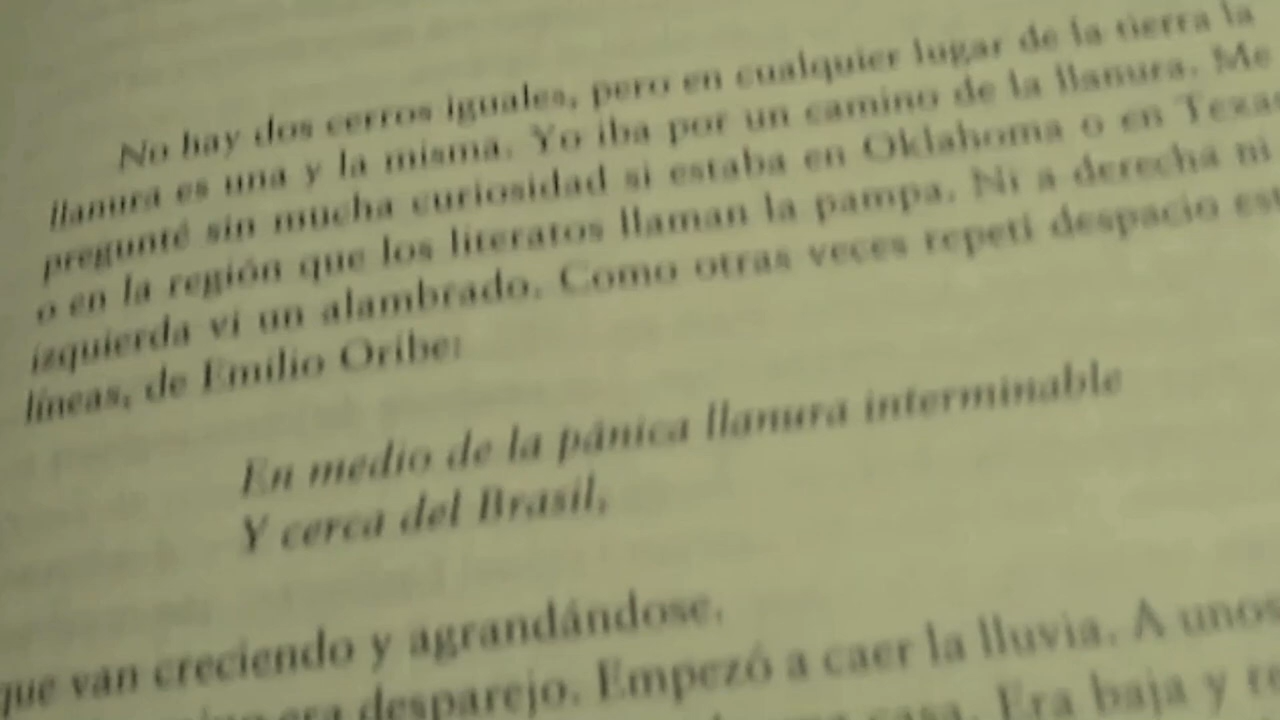 No hay dos cerros iguales, pero en cualquier lugar de la tierra la
llanura es una y la misma. Yo iba por un camino de la llanura. Me
pregunté sin mucha curiosidad si estaba en Oklahoma o en Texas
o en la región que los literatos llaman la pampa. Ni a derecha ni
izquierda vi un alambrado. Como otras veces repetí despacio est
líneas, de Emilio Oribe:
En medio de la pánica llanura interminable
Y cerca del Brasil,
que van creciendo y agrandándose.
era desparejo. Empezó a caer la lluvia. A unos
casa. Era baja y